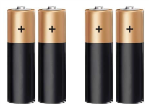 + + + +